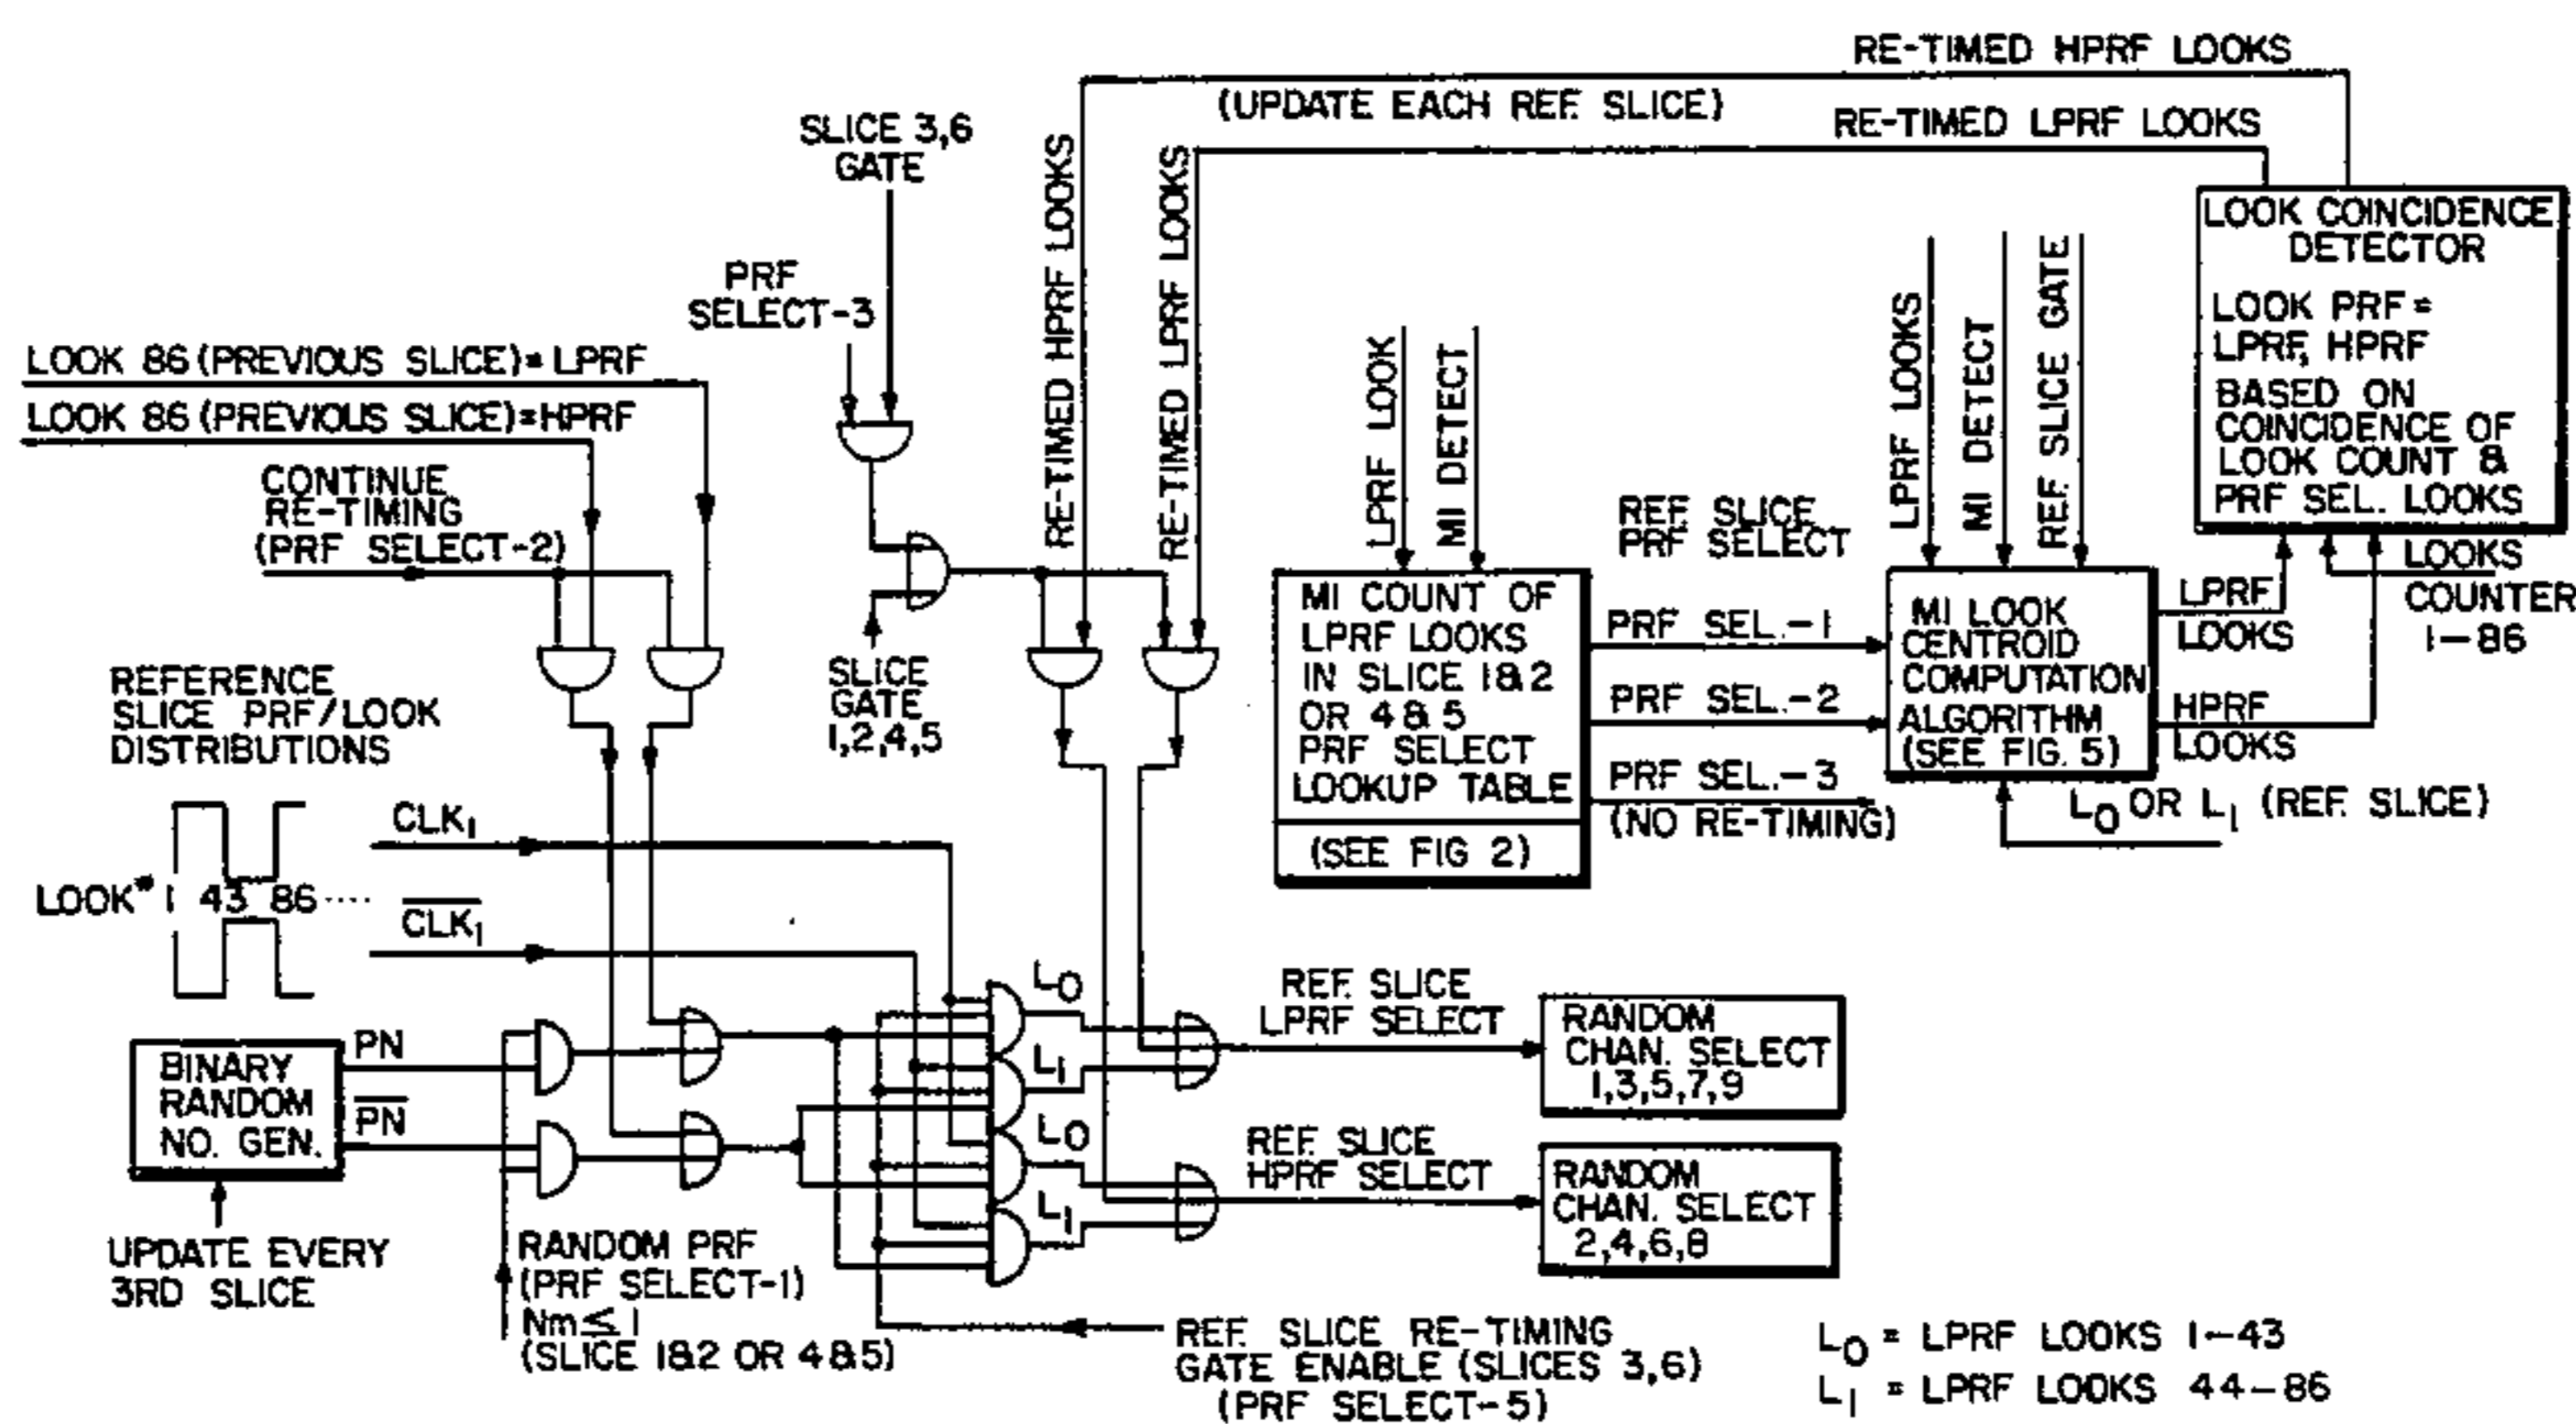 RE-TIMED HPRF LOOKS
(UPDATE EACH REF. SLICE)
RE-TIMED LPRF LOOKS
SLICE 3,6
GATE
PRF
SELECT-3
RE-TIMED HPRF LOOKS
RE-TIMED LPRF LOOKS
LOOK 86 (PREVIOUS SLICE)= LPRF
LOOK 86 (PREVIOUS SLICE)=HPRF
CONTINUE
RE-TIMING
(PRF SELECT-2)
SLICE
GATE
1,2,4,5
LPRF LOOK
MI DETECT
MI COUNT OF
LPRF LOOKS
IN SLICE 1&2
OR 4&5
PRF SELECT
LOOKUP TABLE
(SEE FIG 2)
REF. SLICE
PRF SELECT
PRF SEL.-1
PRF SEL.-2
PRF SEL.-3
(NO RE-TIMING)
LPRF LOOKS
MI DETECT
REF. SLICE GATE
MI LOOK
CENTROID
COMPUTATION
ALGORITHM
(SEE FIG. 5)
L0 OR L1 (REF. SLICE)
LPRF
LOOKS
HPRF
LOOKS
LOOK COINCIDENCE
DETECTOR
LOOK PRF =
LPRF, HPRF
BASED ON
COINCIDENCE OF
LOOK COUNT &
PRF SEL. LOOKS
LOOKS
COUNTER
1-86
REFERENCE
SLICE PRF/LOOK
DISTRIBUTIONS
LOOK# 1 43 86 ....
CLK1
C̅L̅K̅1̅
BINARY
RANDOM
NO. GEN.
PN
P̅N̅
UPDATE EVERY
3RD SLICE
RANDOM PRF
(PRF SELECT-1)
Nm ≤ 1
(SLICE 1&2 OR 4&5)
L0
L1
L0
L1
REF. SLICE
LPRF SELECT
RANDOM
CHAN. SELECT
1,3,5,7,9
REF. SLICE
HPRF SELECT
RANDOM
CHAN. SELECT
2,4,6,8
REF. SLICE RE-TIMING
GATE ENABLE (SLICES 3,6)
(PRF SELECT-5)
L0 = LPRF LOOKS 1-43
L1 = LPRF LOOKS 44-86